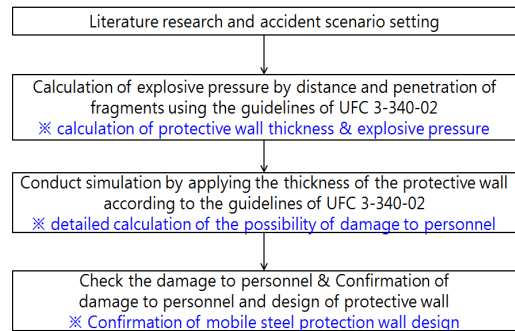 Literature research and accident scenario setting
Calculation of explosive pressure by distance and penetration of
fragments using the guidelines of UFC 3-340-02
※ calculation of protective wall thickness & explosive pressure
Conduct simulation by applying the thickness of the protective wall
according to the guidelines of UFC 3-340-02
※ detailed calculation of the possibility of damage to personnel
Check the damage to personnel & Confirmation of
damage to personnel and design of protective wall
※ Confirmation of mobile steel protection wall design